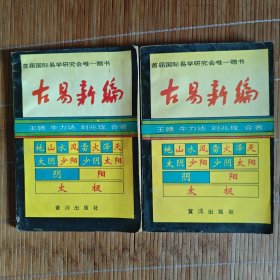 首届国际易学研究会唯一赠书
古易新编
王赣 牛力达 刘兆玫 合著
地山水风雷火泽天
太阴少阳少阴太阳
阴 阳
太极
黄河出版社
首届国际易学研究会唯一赠书
古易新编
王赣 牛力达 刘兆玫 合著
地山水风雷火泽天
太阴少阳少阴太阳
阴 阳
太极
黄河出版社